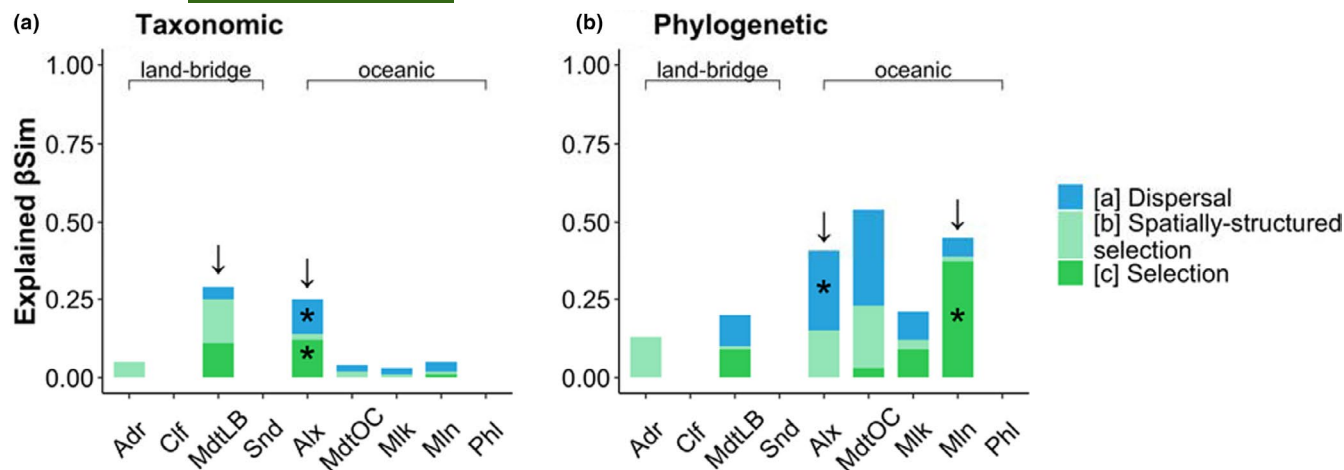 (a) Taxonomic
land-bridge oceanic
1.00
0.75
0.50
0.25
0.00
Explained βSim
↓ ↓
*
*
Adr Clf MdtLB Snd Alx MdtOC Mlk Mln Phl
(b) Phylogenetic
land-bridge oceanic
1.00
0.75
0.50
0.25
0.00
↓ ↓
*
*
Adr Clf MdtLB Snd Alx MdtOC Mlk Mln Phl
[a] Dispersal
[b] Spatially-structured
selection
[c] Selection